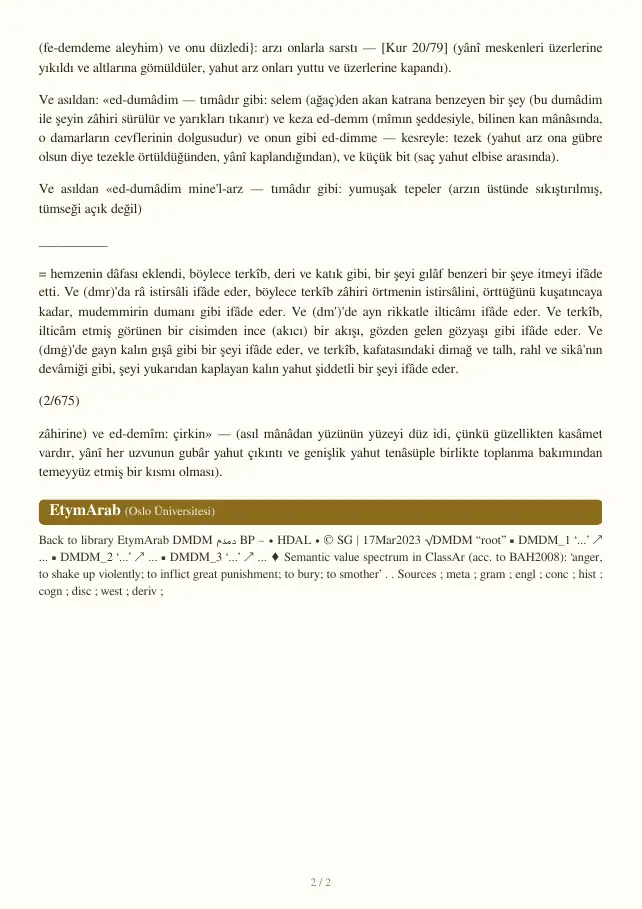 (fe-demdeme aleyhim) ve onu düzledi}: arzı onlarla sarstı — [Kur 20/79] (yânî meskenleri üzerlerine
yıkıldı ve altlarına gömüldüler, yahut arz onları yuttu ve üzerlerine kapandı).
Ve asıldan: «ed-dumâdim — tımâdır gibi: selem (ağaç)den akan katrana benzeyen bir şey (bu dumâdim
ile şeyin zâhiri sürülür ve yarıkları tıkanır) ve keza ed-demm (mîmın şeddesiyle, bilinen kan mânâsında,
o damarların cevflerinin dolgusudur) ve onun gibi ed-dimme — kesreyle: tezek (yahut arz ona gübre
olsun diye tezekle örtüldüğünden, yânî kaplandığından), ve küçük bit (saç yahut elbise arasında).
Ve asıldan «ed-dumâdim mine'l-arz — tımâdır gibi: yumuşak tepeler (arzın üstünde sıkıştırılmış,
tümseği açık değil)
___________
= hemzenin dâfası eklendi, böylece terkîb, deri ve katık gibi, bir şeyi gılâf benzeri bir şeye itmeyi ifâde
etti. Ve (dmr)'da râ istirsâli ifâde eder, böylece terkîb zâhiri örtmenin istirsâlini, örttüğünü kuşatıncaya
kadar, mudemmirin dumanı gibi ifâde eder. Ve (dm')'de ayn rikkatle ilticâmı ifâde eder. Ve terkîb,
ilticâm etmiş görünen bir cisimden ince (akıcı) bir akışı, gözden gelen gözyaşı gibi ifâde eder. Ve
(dmġ)'de gayn kalın gışâ gibi bir şeyi ifâde eder, ve terkîb, kafatasındaki dimağ ve talh, rahl ve sikâ'nın
devâmiği gibi, şeyi yukarıdan kaplayan kalın yahut şiddetli bir şeyi ifâde eder.
(2/675)
zâhirine) ve ed-demîm: çirkin» — (asıl mânadan yüzünün yüzeyi düz idi, çünkü güzellikten kasâmet
vardır, yânî her uzvunun gubâr yahut çıkıntı ve genişlik yahut tenâsüple birlikte toplanma bakımından
temeyyüz etmiş bir kısmı olması).
EtymArab (Oslo Üniversitesi)
Back to library EtymArab DMDM دمدم BP – • HDAL • © SG | 17Mar2023 √DMDM “root” ▪ DMDM_1 ‘...’ ↗
... ▪ DMDM_2 ‘...’ ↗ ... ▪ DMDM_3 ‘...’ ↗ ... ♦ Semantic value spectrum in ClassAr (acc. to BAH2008): ‘anger,
to shake up violently; to inflict great punishment; to bury; to smother’ . . Sources ; meta ; gram ; engl ; conc ; hist ;
cogn ; disc ; west ; deriv ;
2 / 2